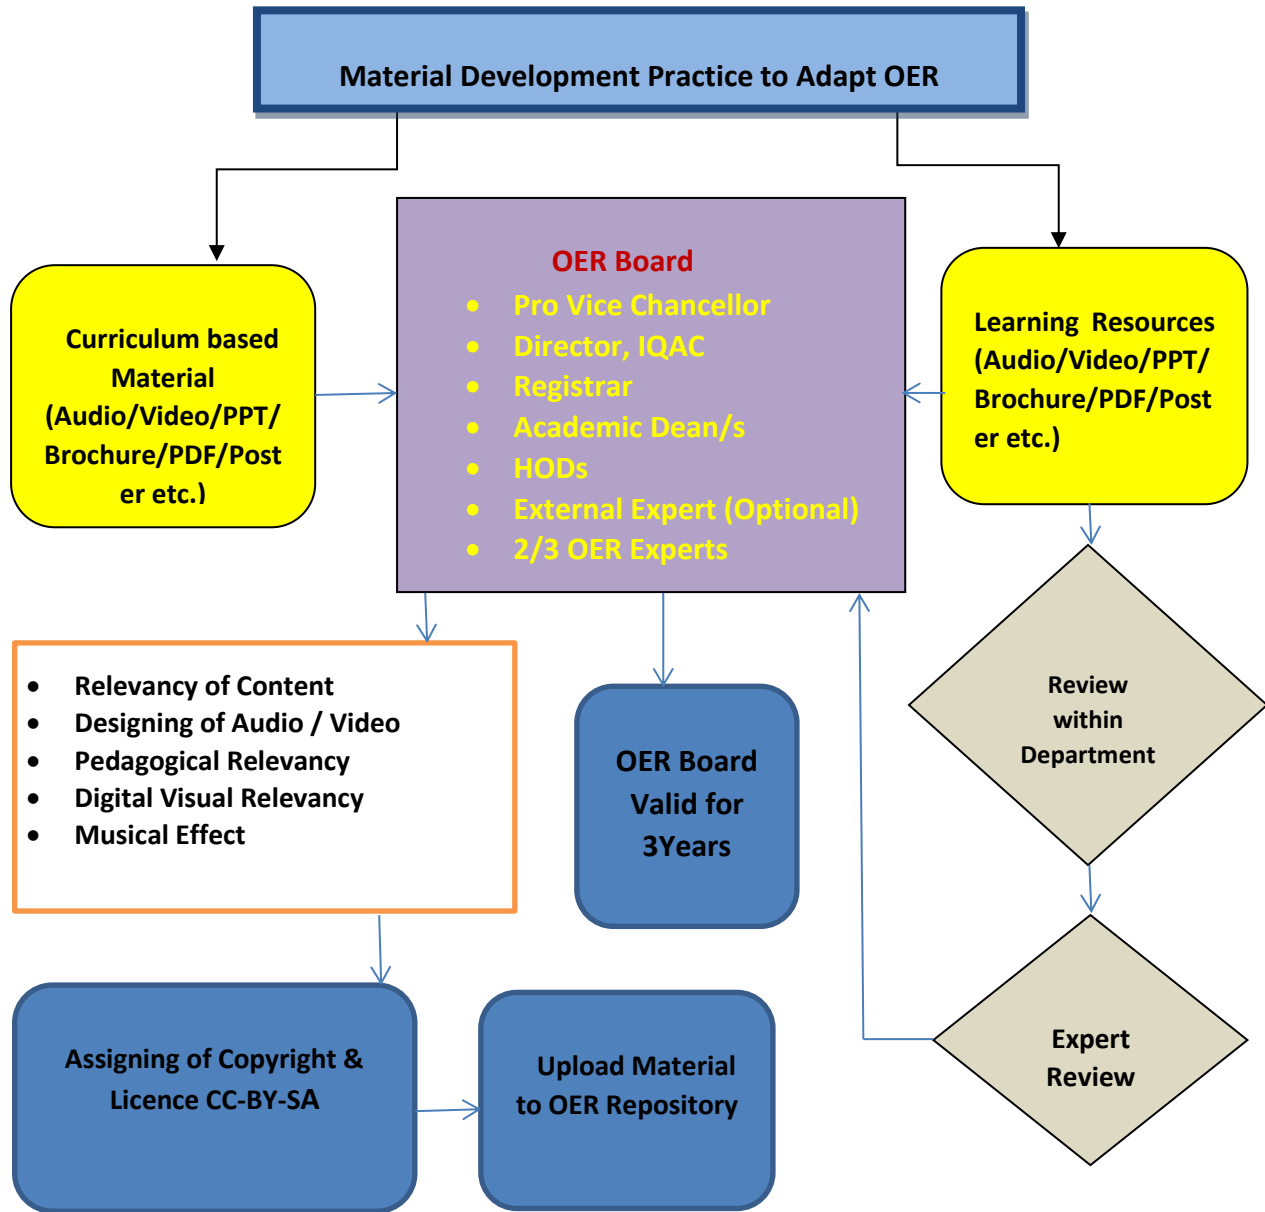 Material Development Practice to Adapt OER
Curriculum based
Material
(Audio/Video/PPT/
Brochure/PDF/Post
er etc.)
OER Board
• Pro Vice Chancellor
• Director, IQAC
• Registrar
• Academic Dean/s
• HODs
• External Expert (Optional)
• 2/3 OER Experts
Learning Resources
(Audio/Video/PPT/
Brochure/PDF/Post
er etc.)
• Relevancy of Content
• Designing of Audio / Video
• Pedagogical Relevancy
• Digital Visual Relevancy
• Musical Effect
OER Board
Valid for
3Years
Review
within
Department
Assigning of Copyright &
Licence CC-BY-SA
Upload Material
to OER Repository
Expert
Review